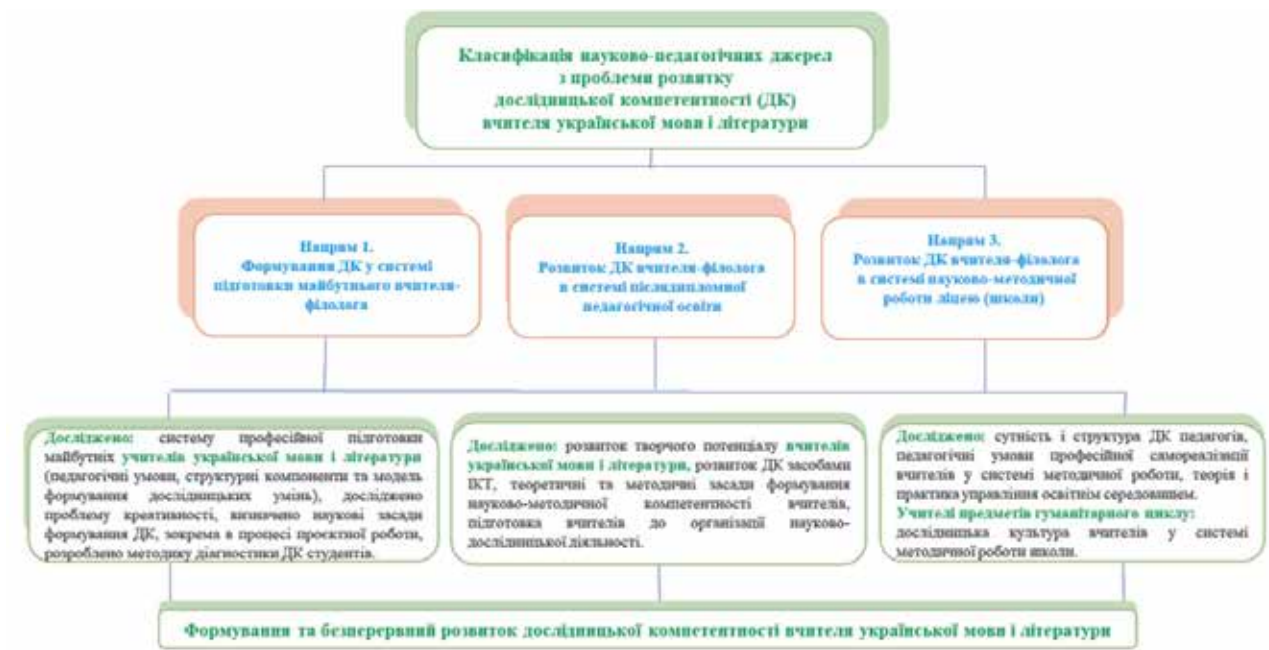 Класифікація науково-педагогічних джерел
з проблеми розвитку
дослідницької компетентності (ДК)
вчителя української мови і літератури
Напрям 1.
Формування ДК у системі
підготовки майбутнього вчителя-
філолога
Напрям 2.
Розвиток ДК вчителя-філолога
в системі післядипломної
педагогічної освіти
Напрям 3.
Розвиток ДК вчителя-філолога
в системі науково-методичної
роботи ліцею (школи)
Досліджено: систему професійної підготовки
майбутніх учителів української мови і літератури
(педагогічні умови, структурні компоненти та модель
формування дослідницьких умінь), досліджено
проблему креативності, визначено наукові засади
формування ДК, зокрема в процесі проєктної роботи,
розроблено методику діагностики ДК студентів.
Досліджено: розвиток творчого потенціалу вчителів
української мови і літератури, розвиток ДК засобами
ІКТ, теоретичні та методичні засади формування
науково-методичної компетентності вчителів,
підготовка вчителів до організації науково-
дослідницької діяльності.
Досліджено: сутність і структура ДК педагогів,
педагогічні умови професійної самореалізації
вчителів у системі методичної роботи, теорія і
практика управління освітнім середовищем.
Учителі предметів гуманітарного циклу:
дослідницька культура вчителів у системі
методичної роботи школи.
Формування та безперервний розвиток дослідницької компетентності вчителя української мови і літератури